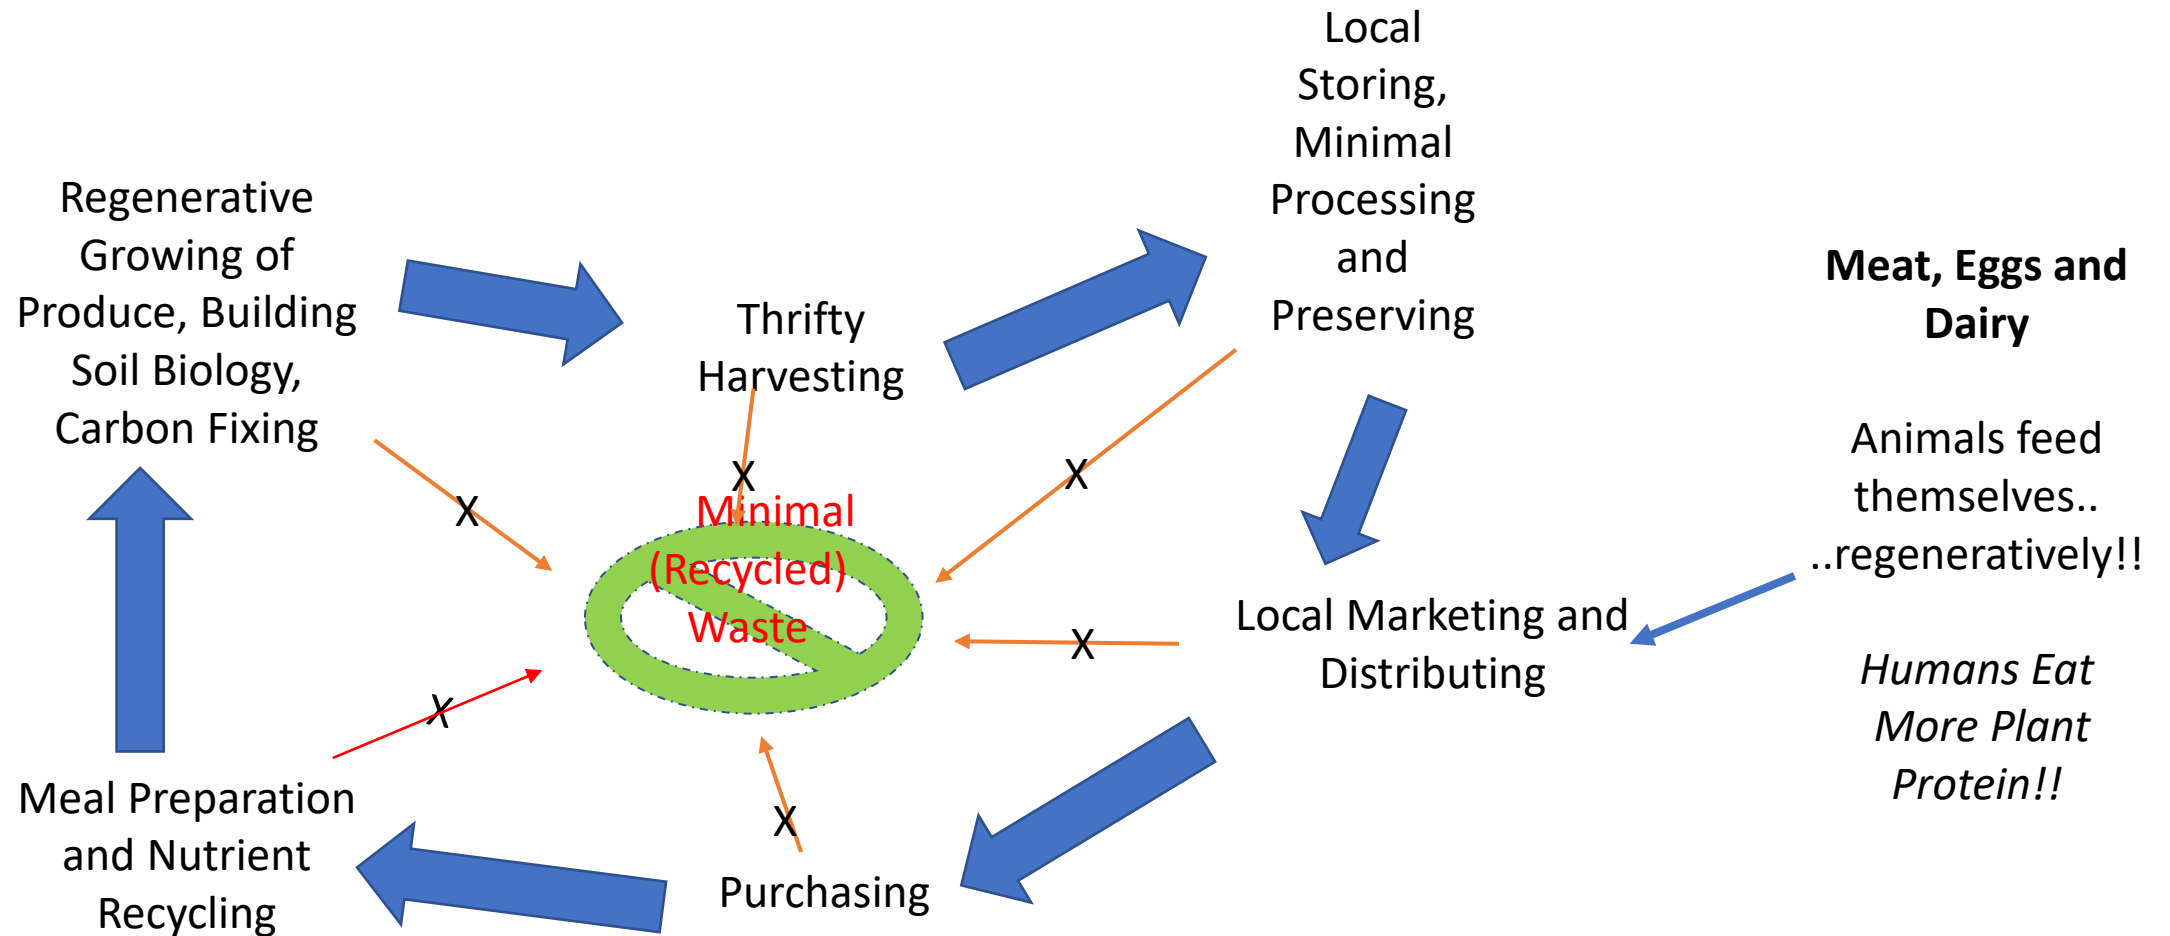 Local
Storing,
Minimal
Processing
and
Preserving
Regenerative
Growing of
Produce, Building
Soil Biology,
Carbon Fixing
Thrifty
Harvesting
Meat, Eggs and
Dairy
Animals feed
themselves..
..regeneratively!!
Humans Eat
More Plant
Protein!!
X
X
X
X
X
X
Minimal
(Recycled)
Waste
Local Marketing and
Distributing
Meal Preparation
and Nutrient
Recycling
Purchasing